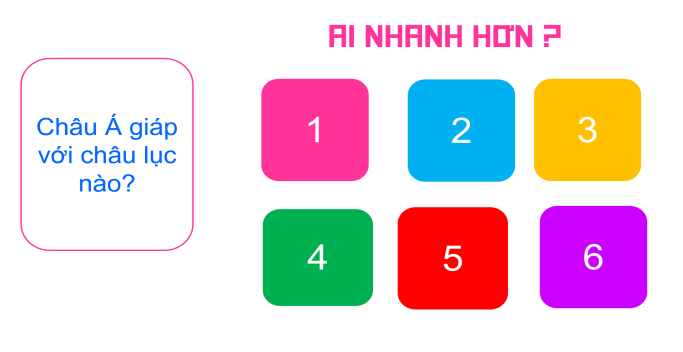 AI NHANH HƠN ?
Châu Á giáp
với châu lục
nào?
1
2
3
4
5
6